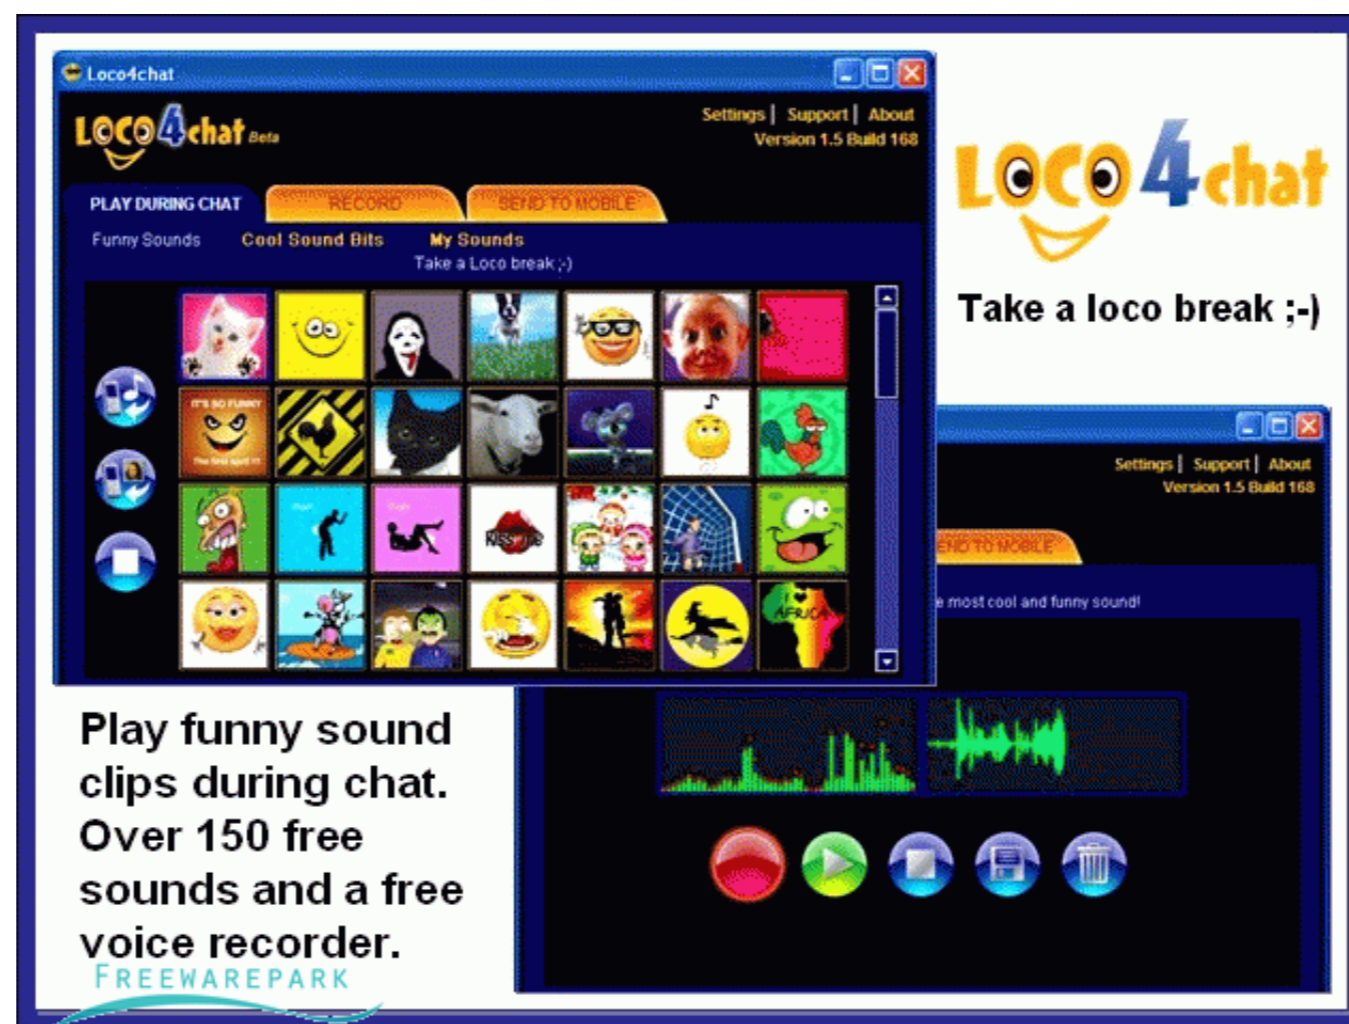 Loco4chat
LOCO4chat Beta
Settings | Support | About
Version 1.5 Build 168
PLAY DURING CHAT
RECORD
SEND TO MOBILE
Funny Sounds
Cool Sound Bits
My Sounds
Take a Loco break ;-)
IT'S SO FUNNY
KISS me
I
AFRICA
LOCO4chat
Take a loco break ;-)
Settings | Support | About
Version 1.5 Build 168
END TO MOBILE
e most cool and funny sound!
Play funny sound
clips during chat.
Over 150 free
sounds and a free
voice recorder.
FREEWAREPARK